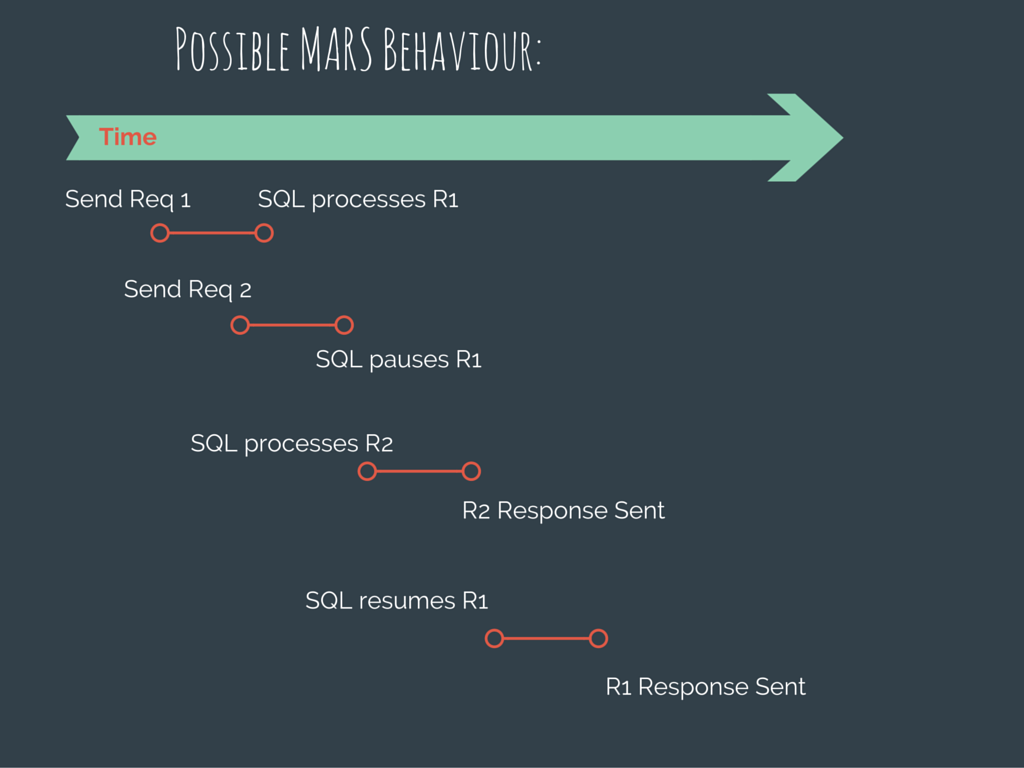 Possible MARS Behaviour:
Time
Send Req 1
SQL processes R1
Send Req 2
SQL pauses R1
SQL processes R2
R2 Response Sent
SQL resumes R1
R1 Response Sent